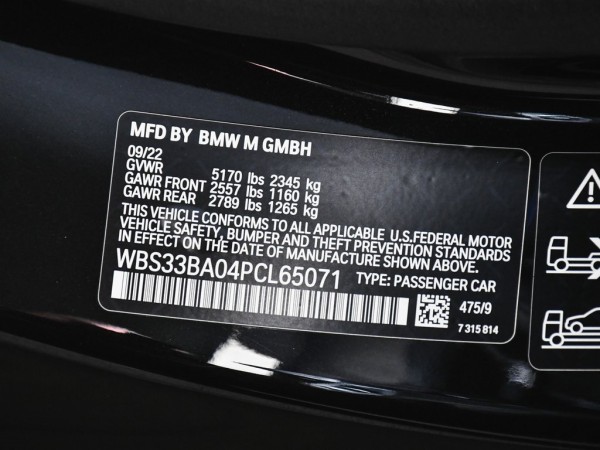 MFD BY BMW M GMBH
09/22
GVWR 5170 lbs 2345 kg
GAWR FRONT 2557 lbs 1160 kg
GAWR REAR 2789 lbs 1265 kg
THIS VEHICLE CONFORMS TO ALL APPLICABLE U.S.FEDERAL MOTOR
VEHICLE SAFETY, BUMPER AND THEFT PREVENTION STANDARDS
IN EFFECT ON THE DATE OF MANUFACTURE SHOWN ABOVE.
WBS33BA04PCL65071 TYPE: PASSENGER CAR
475/9
7 315 814